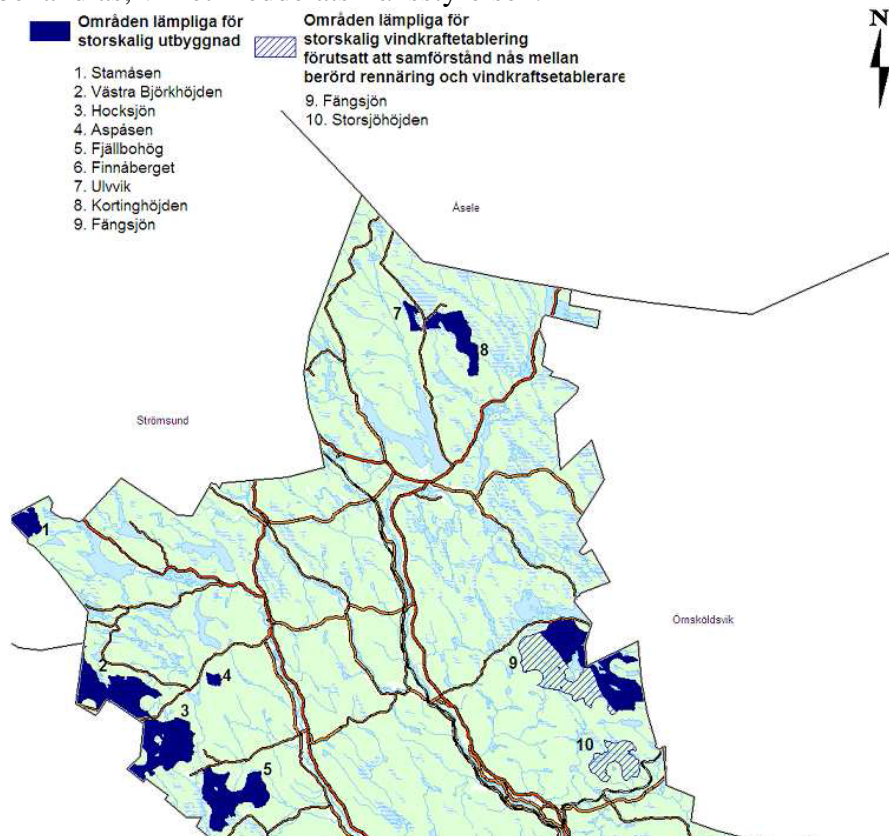 Områden lämpliga för
storskalig utbyggnad
1. Stamåsen
2. Västra Björkhöjden
3. Hocksjön
4. Aspåsen
5. Fjällbohög
6. Finnåberget
7. Ulvvik
8. Kortinghöjden
9. Fängsjön
Områden lämpliga för
storskalig vindkraftetablering
förutsatt att samförstånd nås mellan
berörd rennäring och vindkraftsetablerare
9. Fängsjön
10. Storsjöhöjden
N
Åsele
7
8
Strömsund
1
Örnsköldsvik
9
2
4
3
10
5